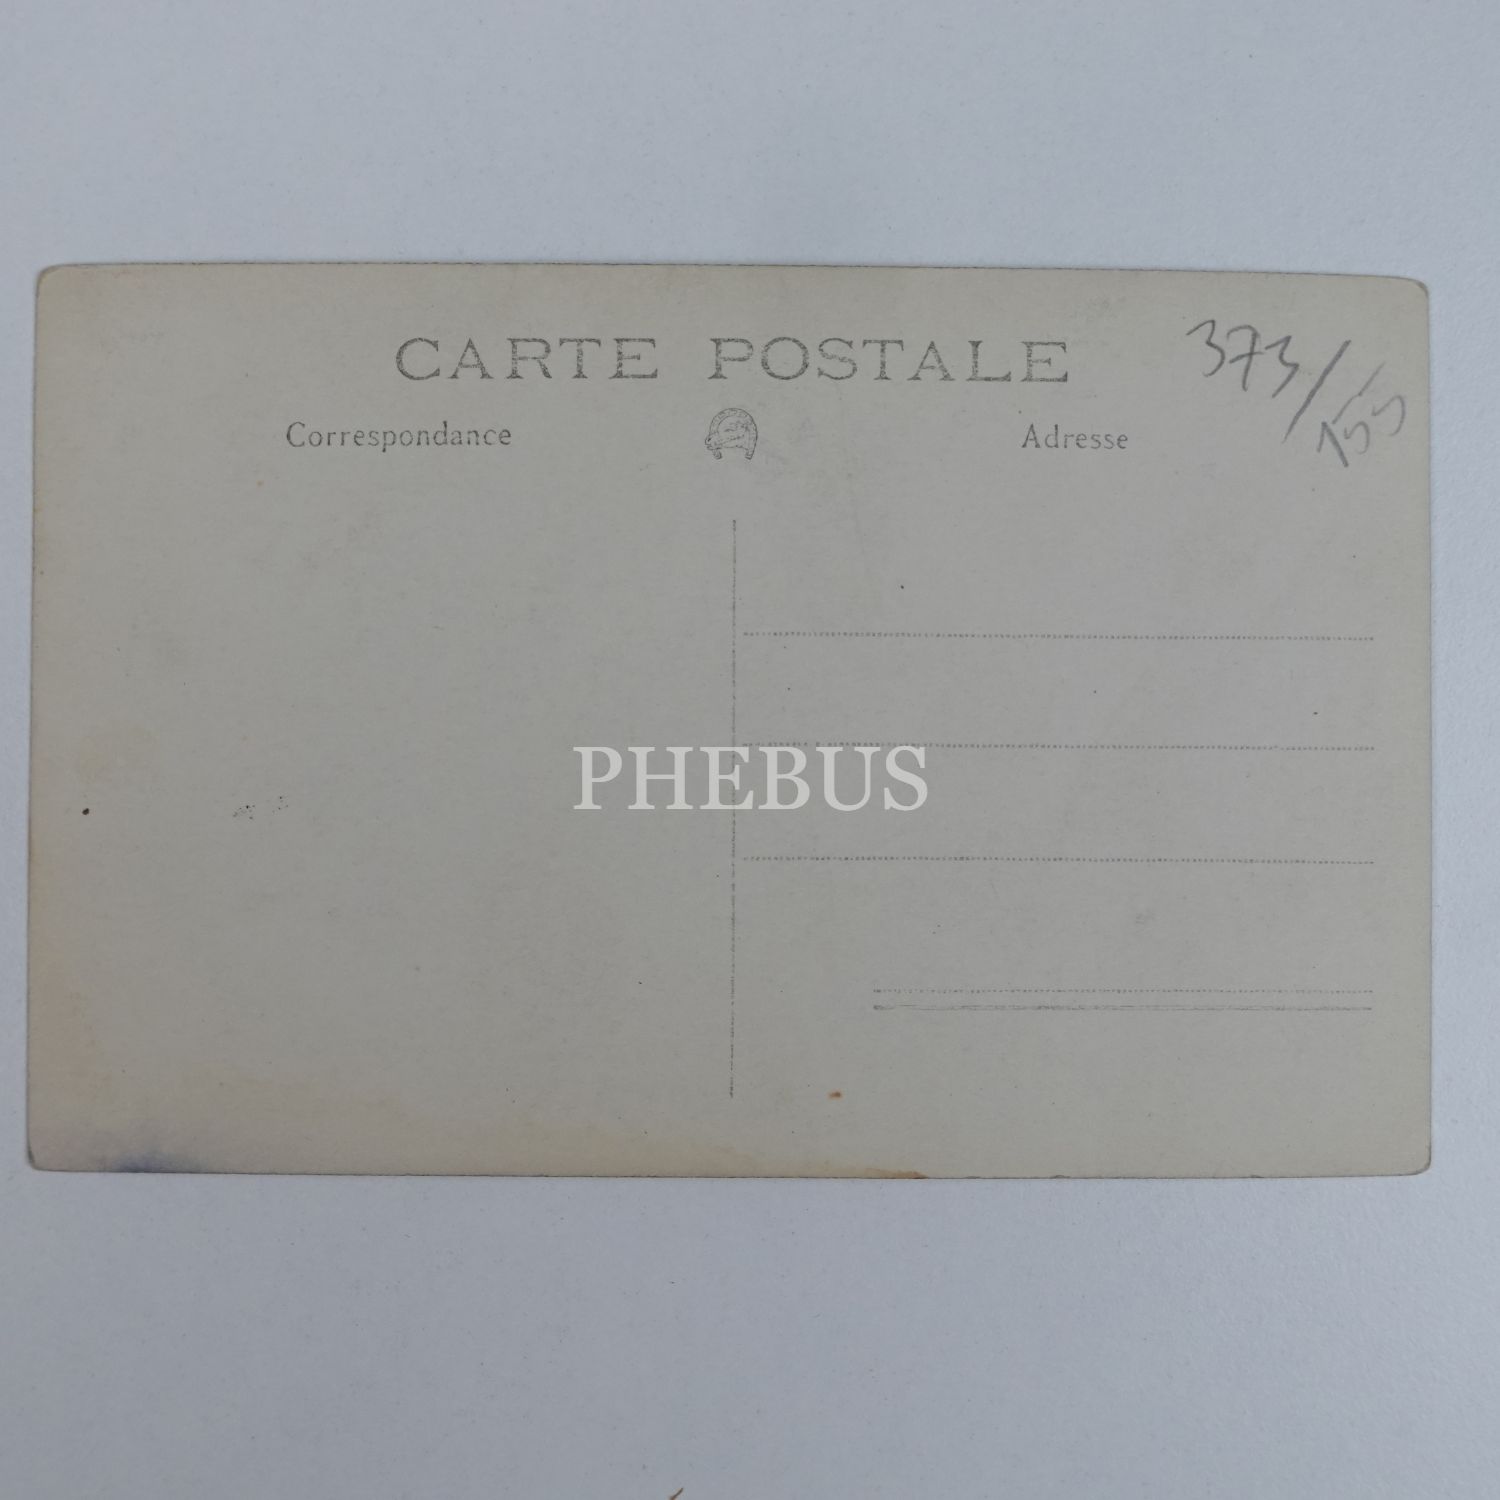 CARTE POSTALE
373/
155
Correspondance
Adresse
PHEBUS